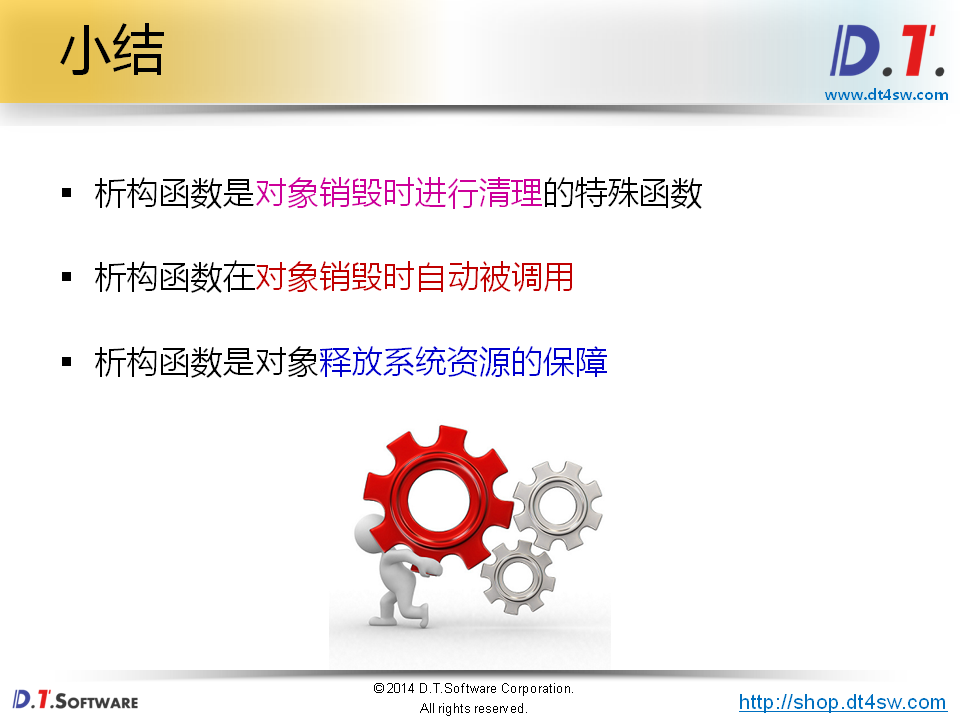 小结
D.T.
www.dt4sw.com
▪ 析构函数是对象销毁时进行清理的特殊函数
▪ 析构函数在对象销毁时自动被调用
▪ 析构函数是对象释放系统资源的保障
D.T.SOFTWARE
©2014 D.T.Software Corporation.
All rights reserved.
http://shop.dt4sw.com